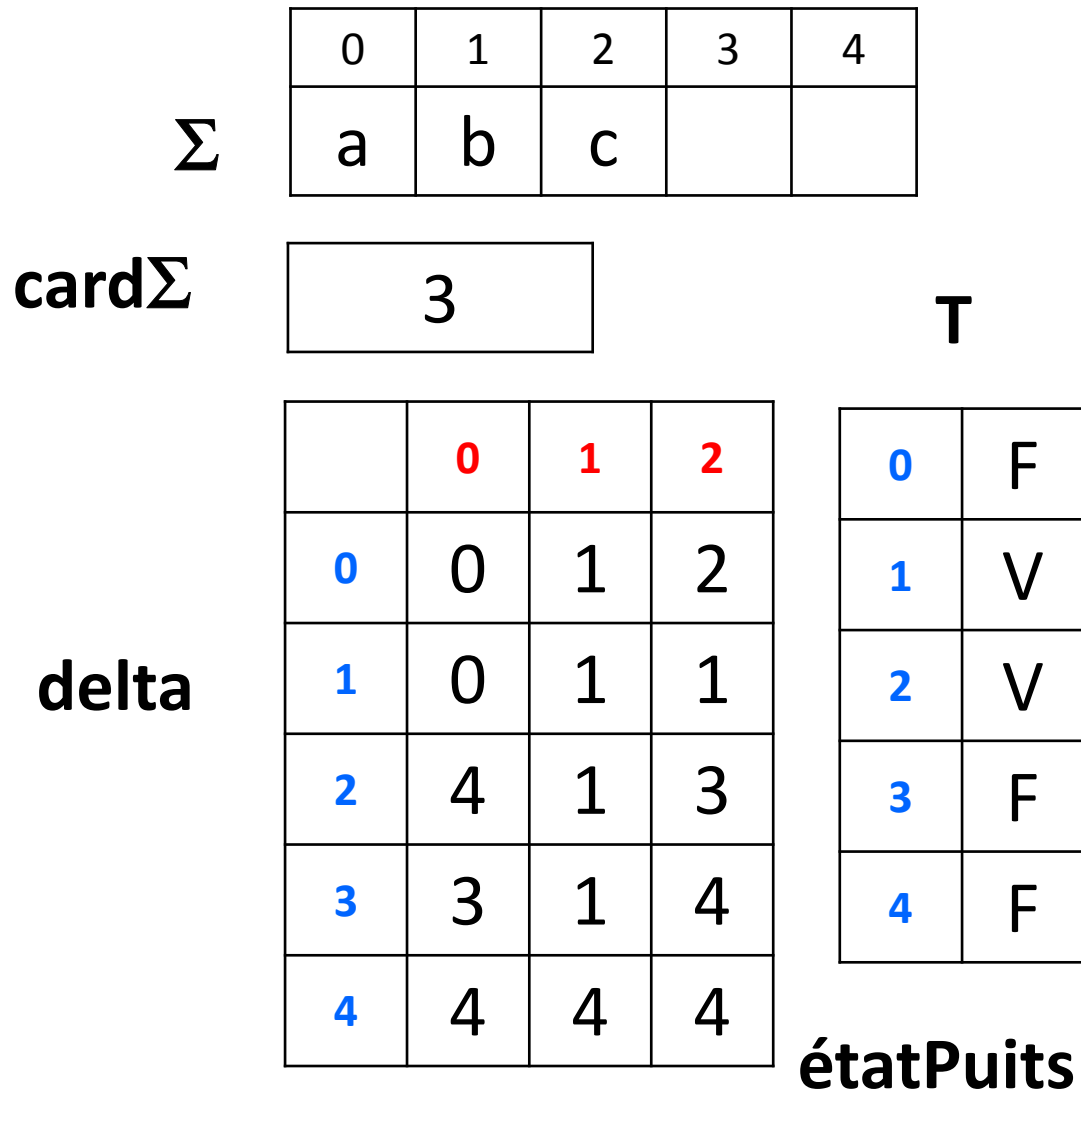 0 1 2 3 4
Σ a b c
cardΣ 3
T
0 1 2
0 F
0 0 1 2
1 V
1 0 1 1
delta
2 V
2 4 1 3
3 F
3 3 1 4
4 F
4 4 4 4
étatPuits